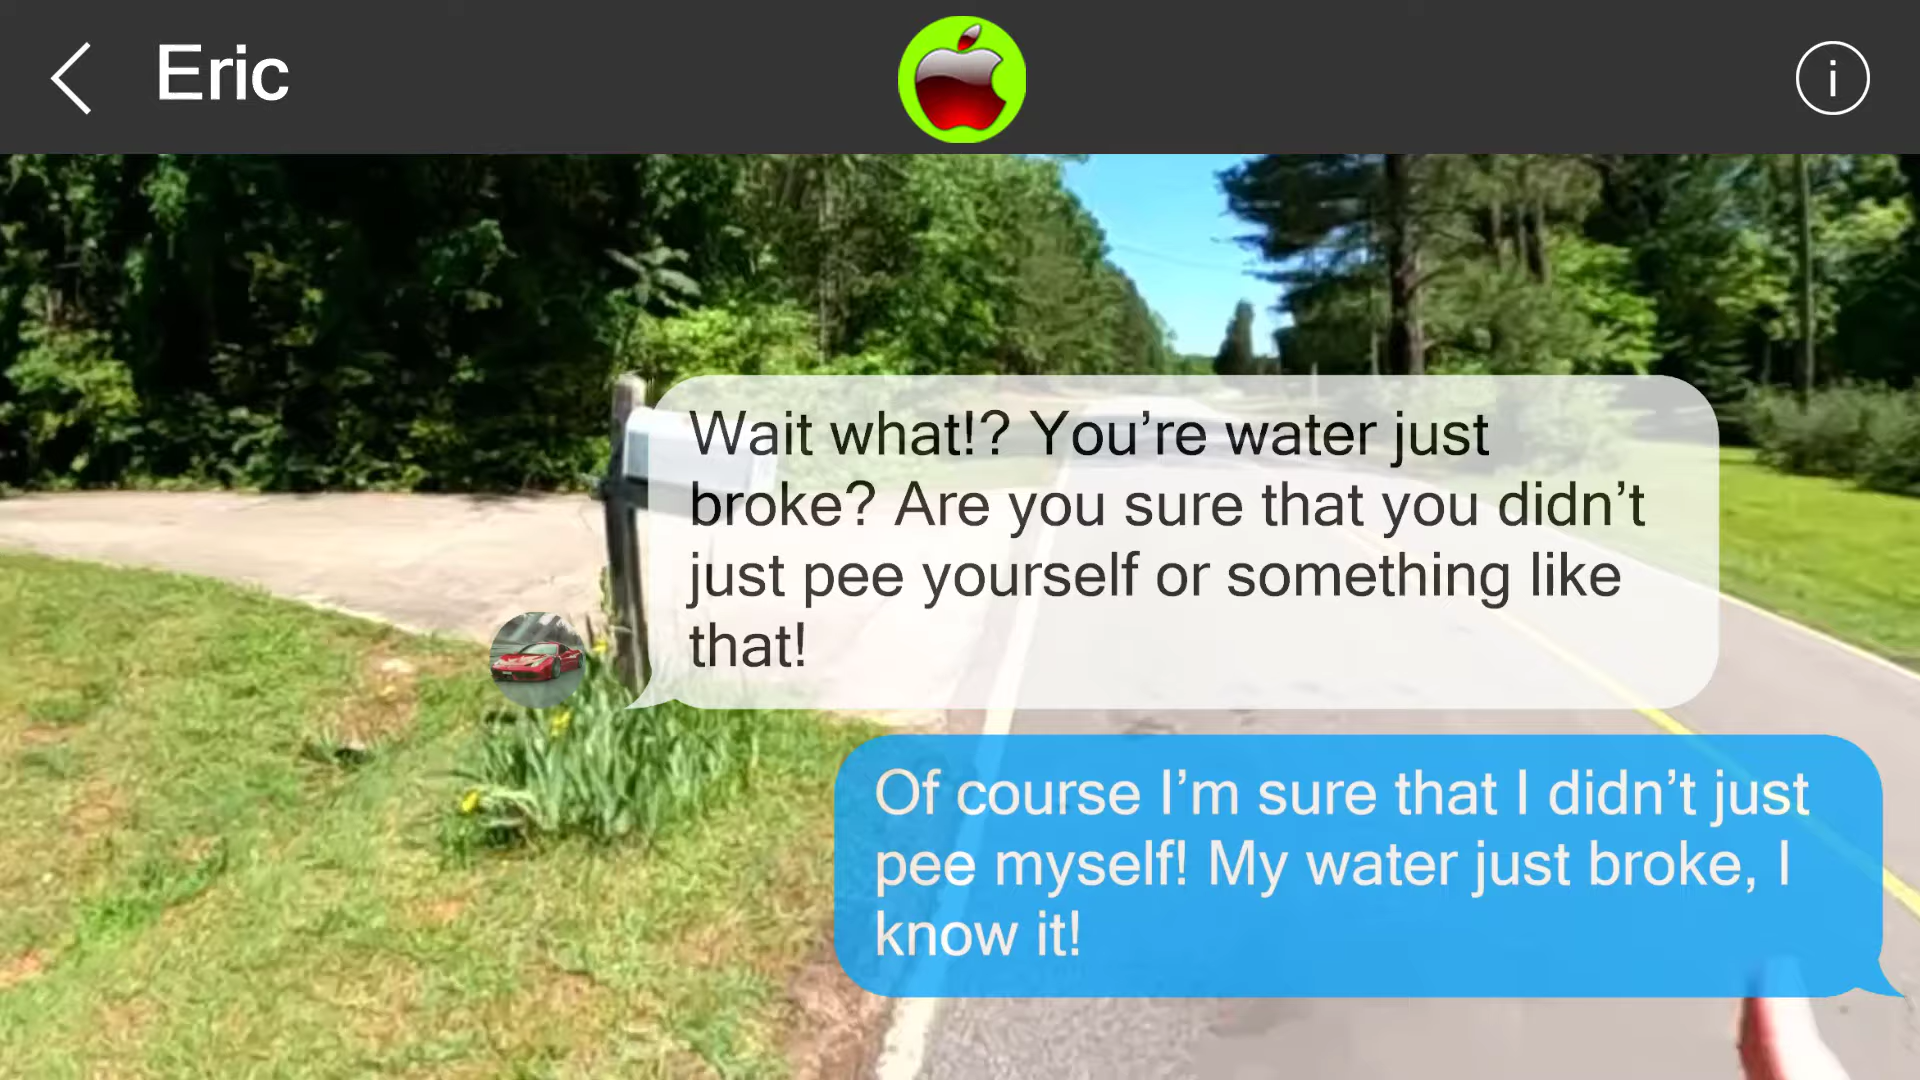 Eric
i
Wait what!? You’re water just
broke? Are you sure that you didn’t
just pee yourself or something like
that!
Of course I’m sure that I didn’t just
pee myself! My water just broke, I
know it!